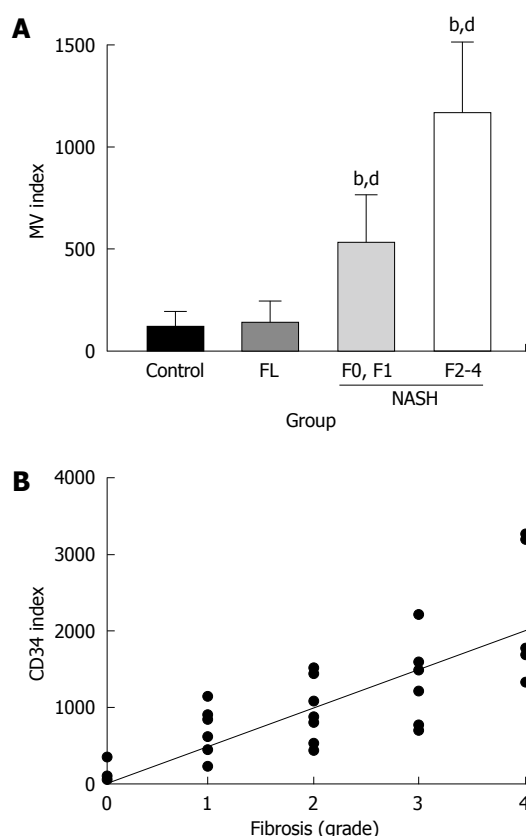 A
1500
1000
500
0
MV index
b,d
b,d
Control FL F0, F1 F2-4
NASH
Group
B
4000
3000
2000
1000
0
CD34 index
0 1 2 3 4
Fibrosis (grade)